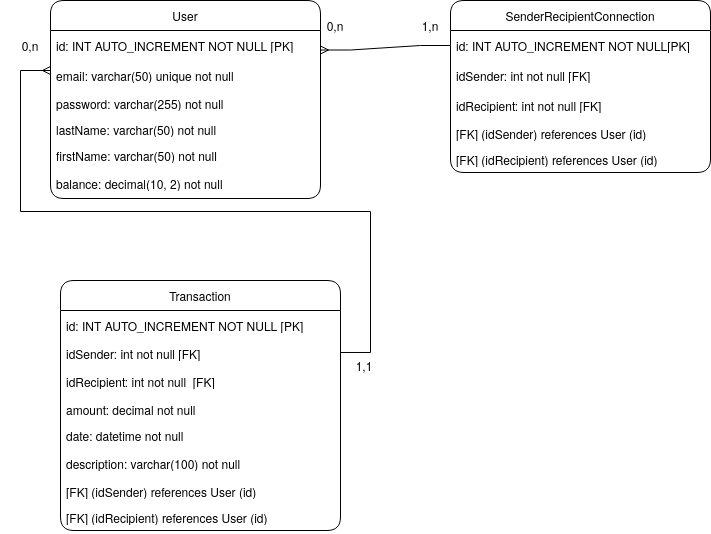 User
0,n
id: INT AUTO_INCREMENT NOT NULL [PK]
email: varchar(50) unique not null
password: varchar(255) not null
lastName: varchar(50) not null
firstName: varchar(50) not null
balance: decimal(10, 2) not null
0,n
1,n
SenderRecipientConnection
id: INT AUTO_INCREMENT NOT NULL[PK]
idSender: int not null [FK]
idRecipient: int not null [FK]
[FK] (idSender) references User (id)
[FK] (idRecipient) references User (id)
Transaction
id: INT AUTO_INCREMENT NOT NULL [PK]
idSender: int not null [FK]
idRecipient: int not null  [FK]
amount: decimal not null
date: datetime not null
description: varchar(100) not null
[FK] (idSender) references User (id)
[FK] (idRecipient) references User (id)
1,1